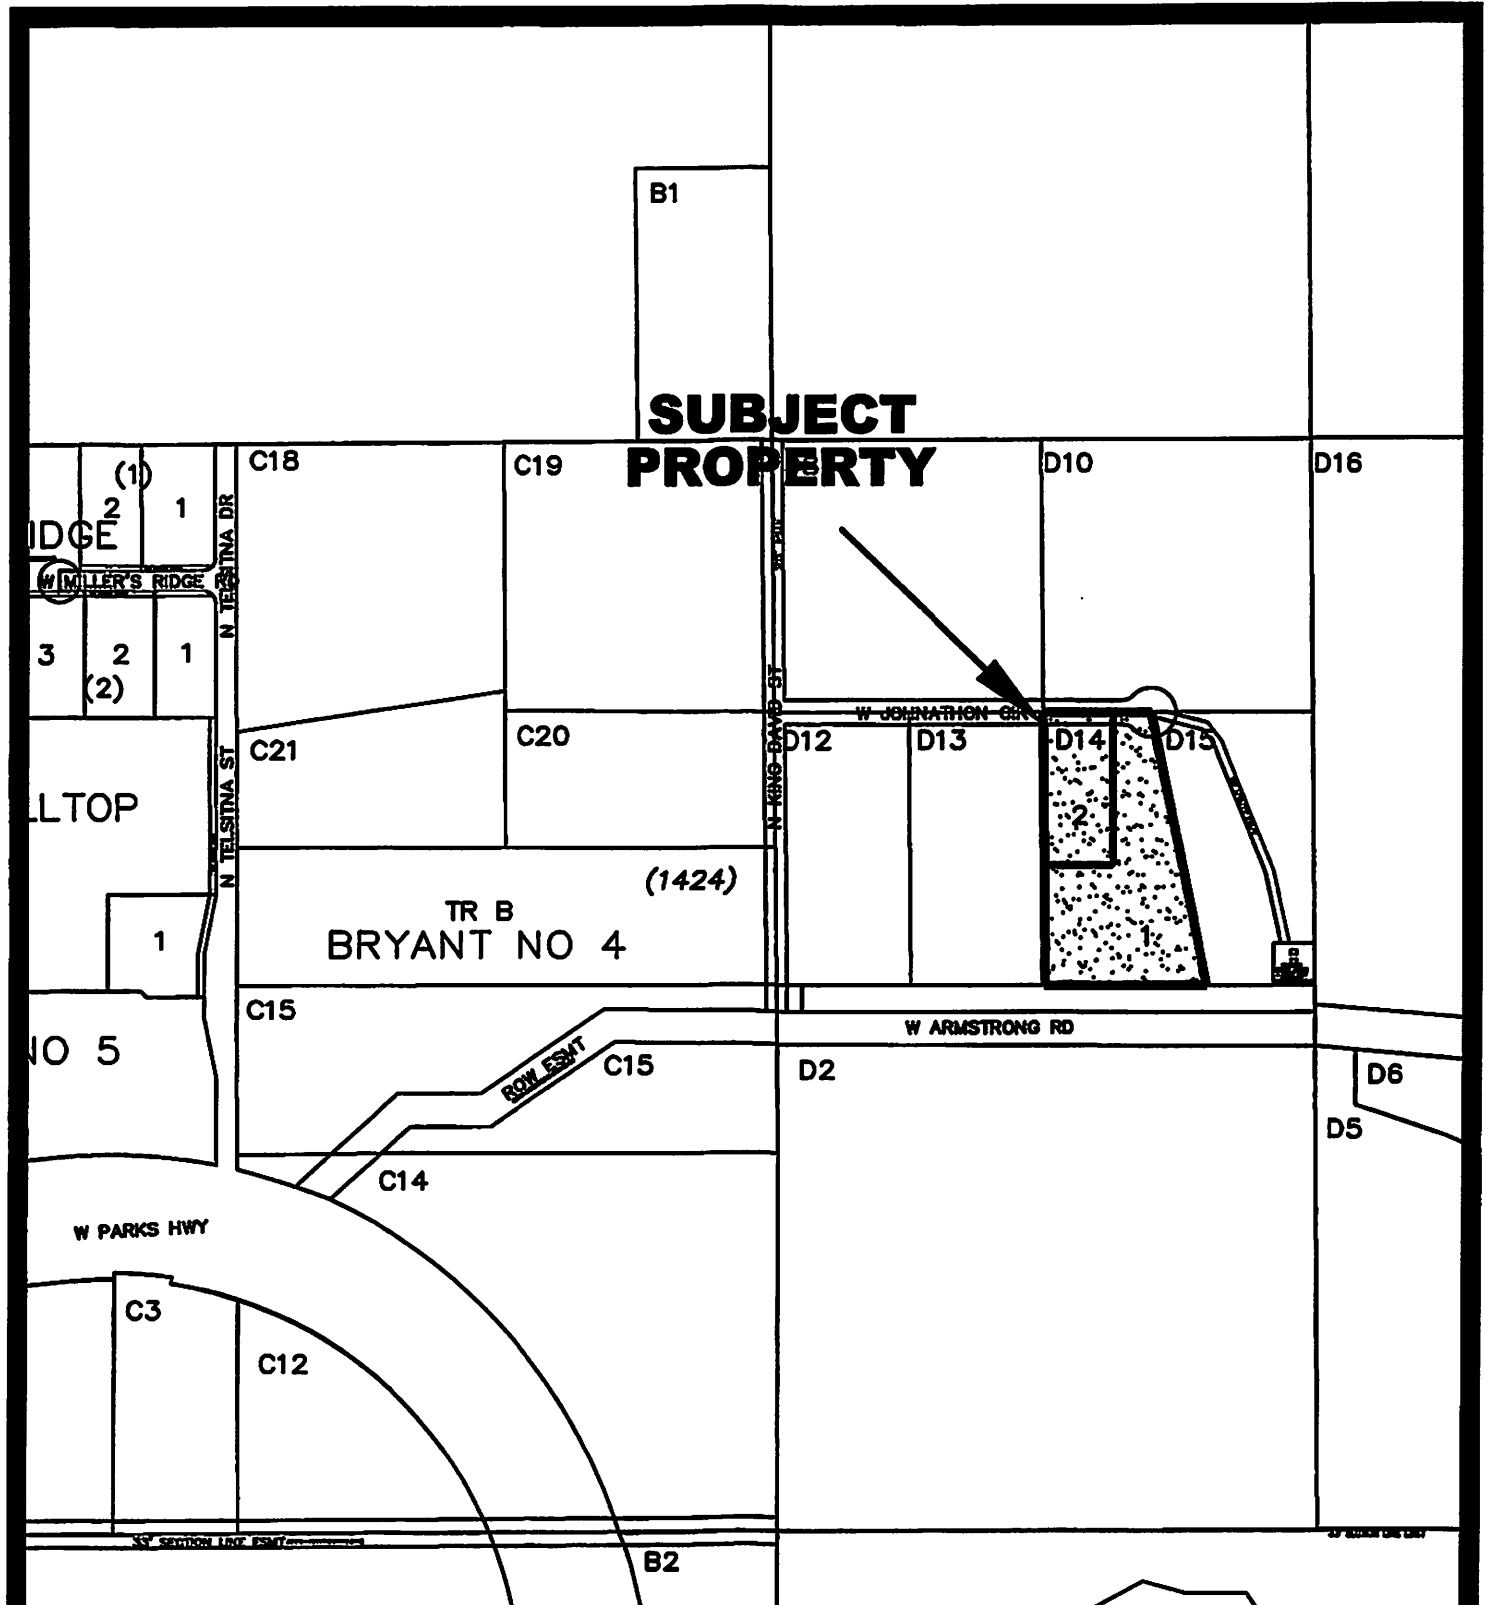 B1
SUBJECT
PROPERTY
C18
C19
D10
D16
(1)
2
1
IDGE
W MILLER'S RIDGE RD
N TELSITNA DR
3
2
1
(2)
N KING DAVID ST
W JOHNATHON CIR
C21
C20
D12
D13
D14
D15
N TELSITNA ST
LLTOP
2
(1424)
TR B
BRYANT NO 4
1
1
C15
W ARMSTRONG RD
NO 5
ROW ESMT
C15
D2
D6
D5
C14
W PARKS HWY
C3
C12
33' SECTION LINE ESMT
B2